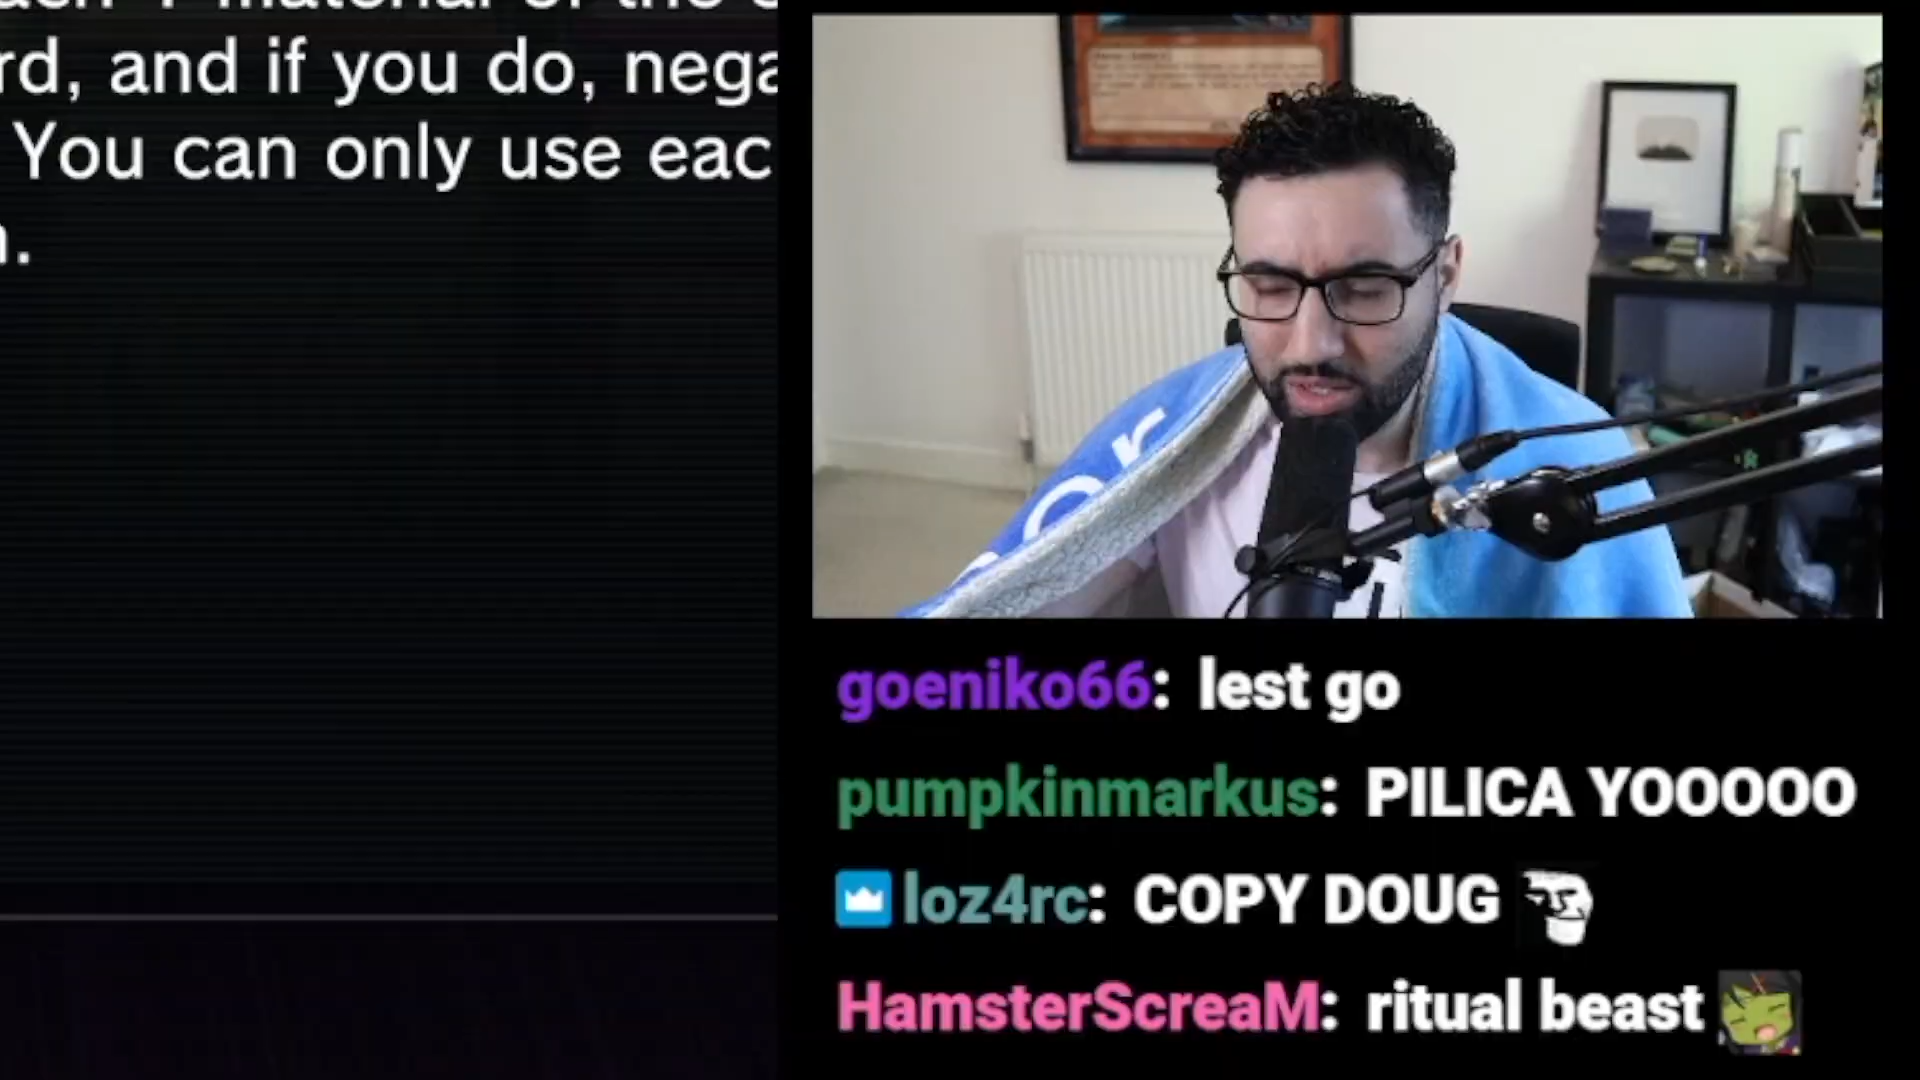 rd, and if you do, nega
You can only use eac
goeniko66: lest go
pumpkinmarkus: PILICA YOOOOO
loz4rc: COPY DOUG
HamsterScreaM: ritual beast
or